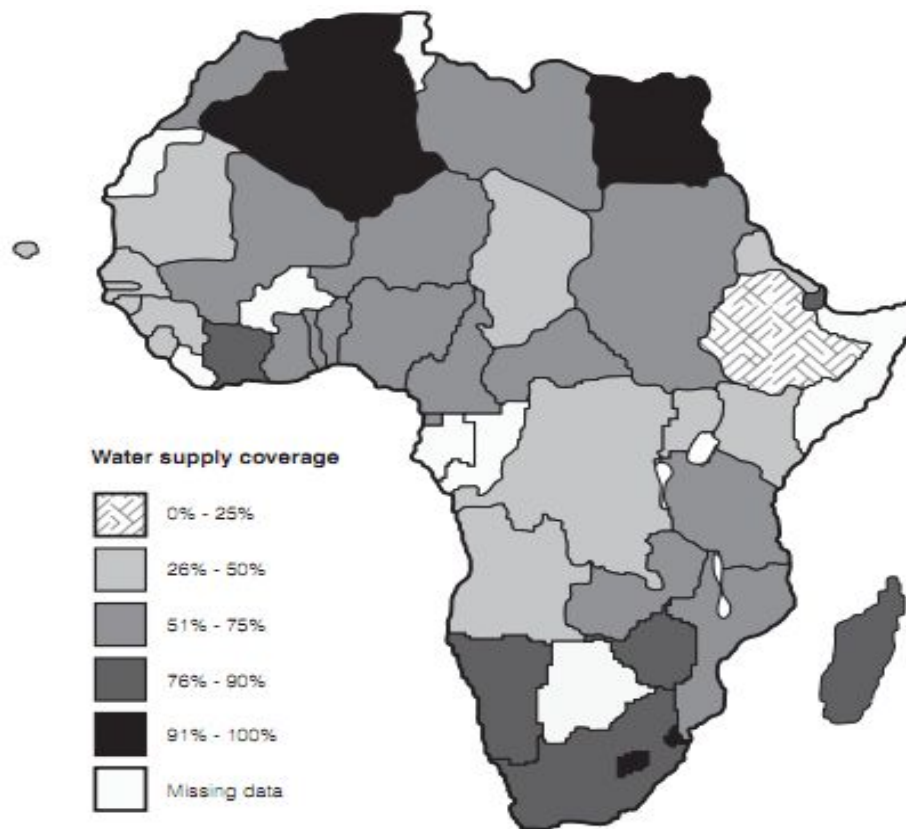 Water supply coverage
0% - 25%
26% - 50%
51% - 75%
76% - 90%
91% - 100%
Missing data